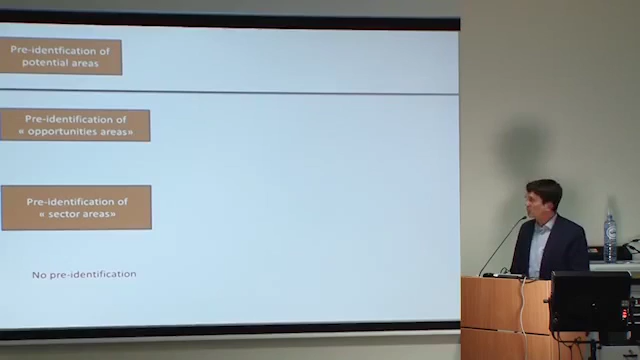 Pre-identfication of
potential areas
Pre-identification of
« opportunities areas»
Pre-identification of
« sector areas»
No pre-identification